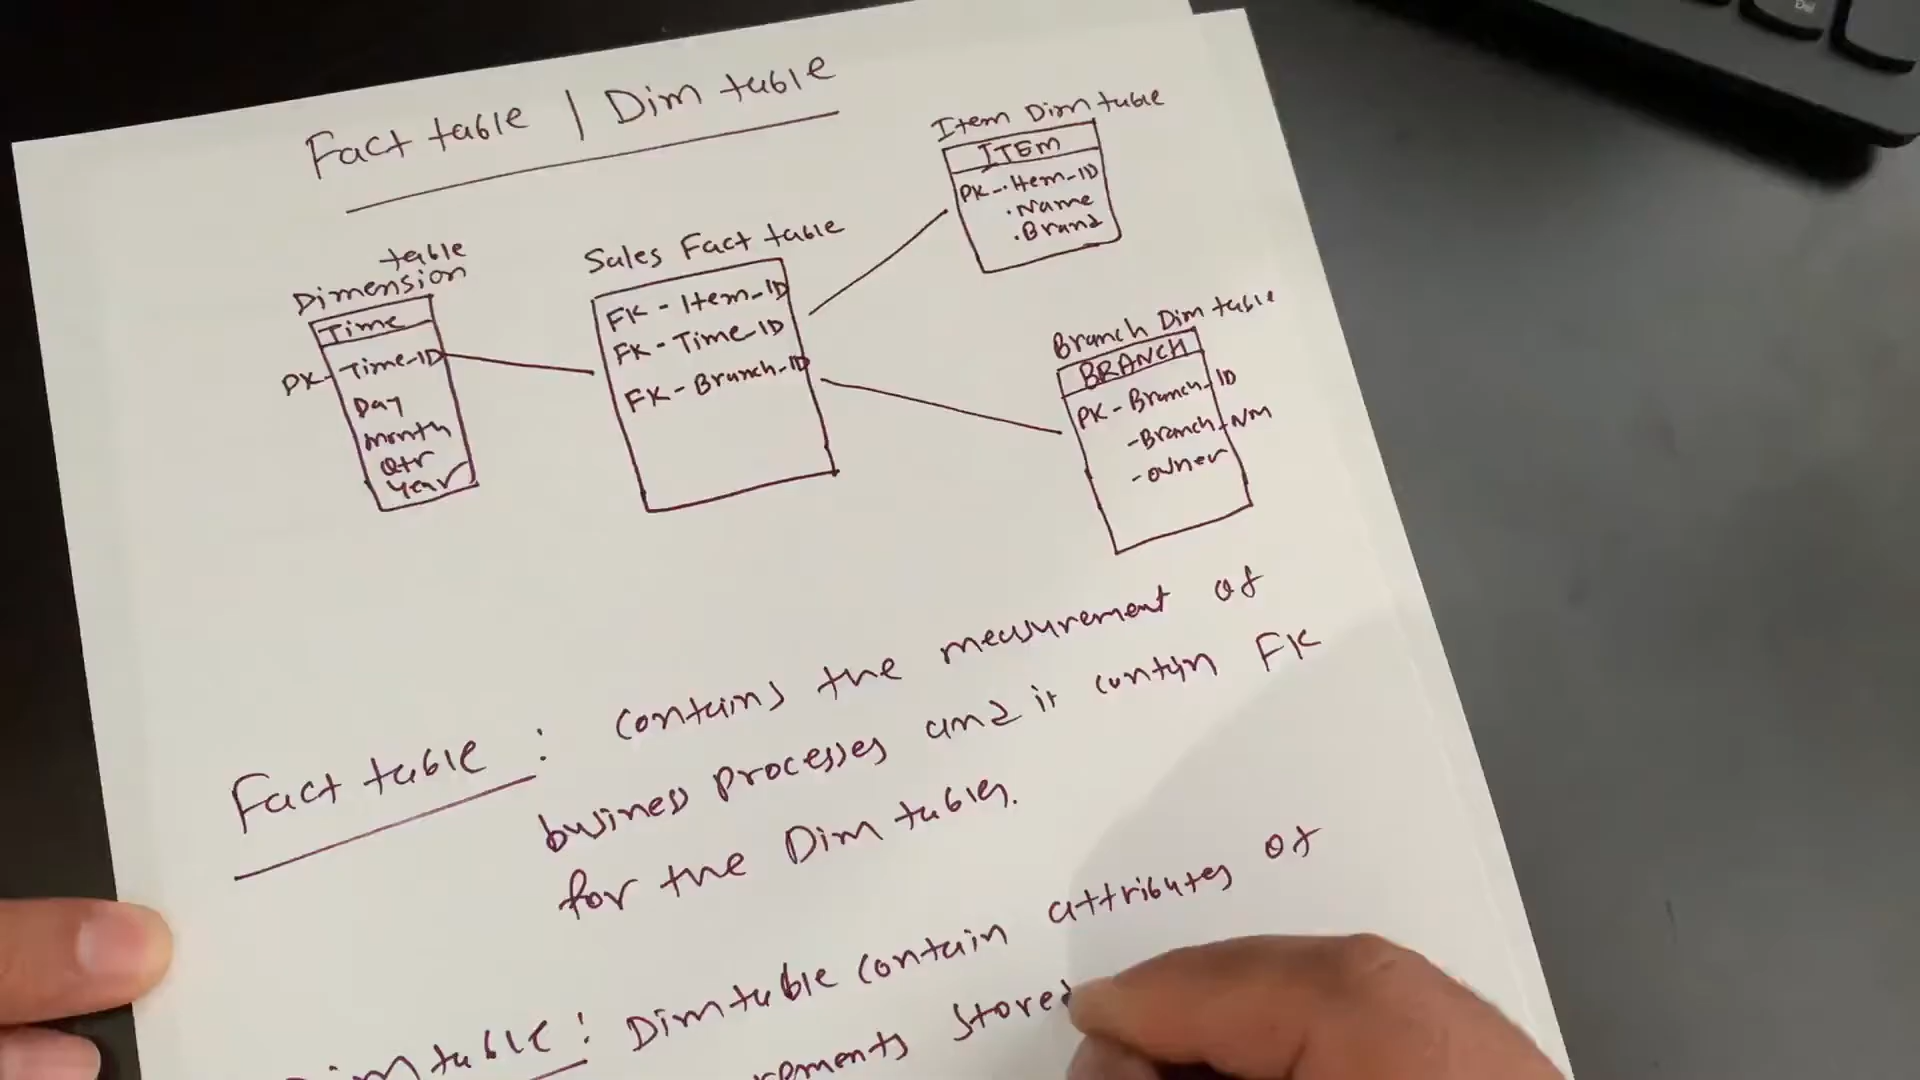 Fact table | Dim table
table
Dimension
Time
PK- Time-ID
Day
month
Qtr
Year
Sales Fact table
FK - Item-ID
FK - Time-ID
FK - Branch-ID
Item Dim table
ITEM
PK-.Item-ID
.Name
.Brand
Branch Dim table
BRANCH
PK - Branch-ID
-Branch-NM
-owner
Fact table : contains the measurement of
business processes and it contain FK
for the Dim tables.
Dim table : Dim table contain attributes of
stored
Del